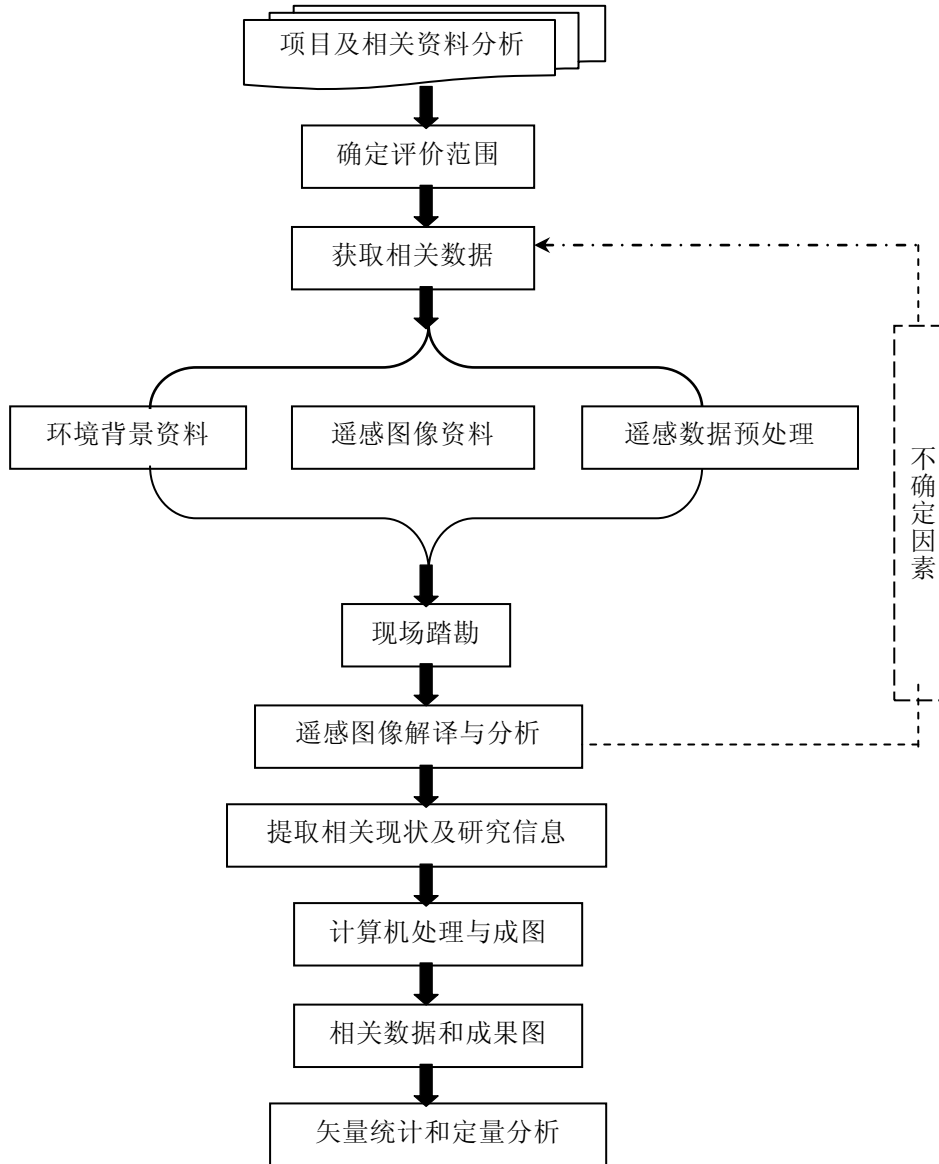 项目及相关资料分析
确定评价范围
获取相关数据
环境背景资料
遥感图像资料
遥感数据预处理
不确定因素
现场踏勘
遥感图像解译与分析
提取相关现状及研究信息
计算机处理与成图
相关数据和成果图
矢量统计和定量分析